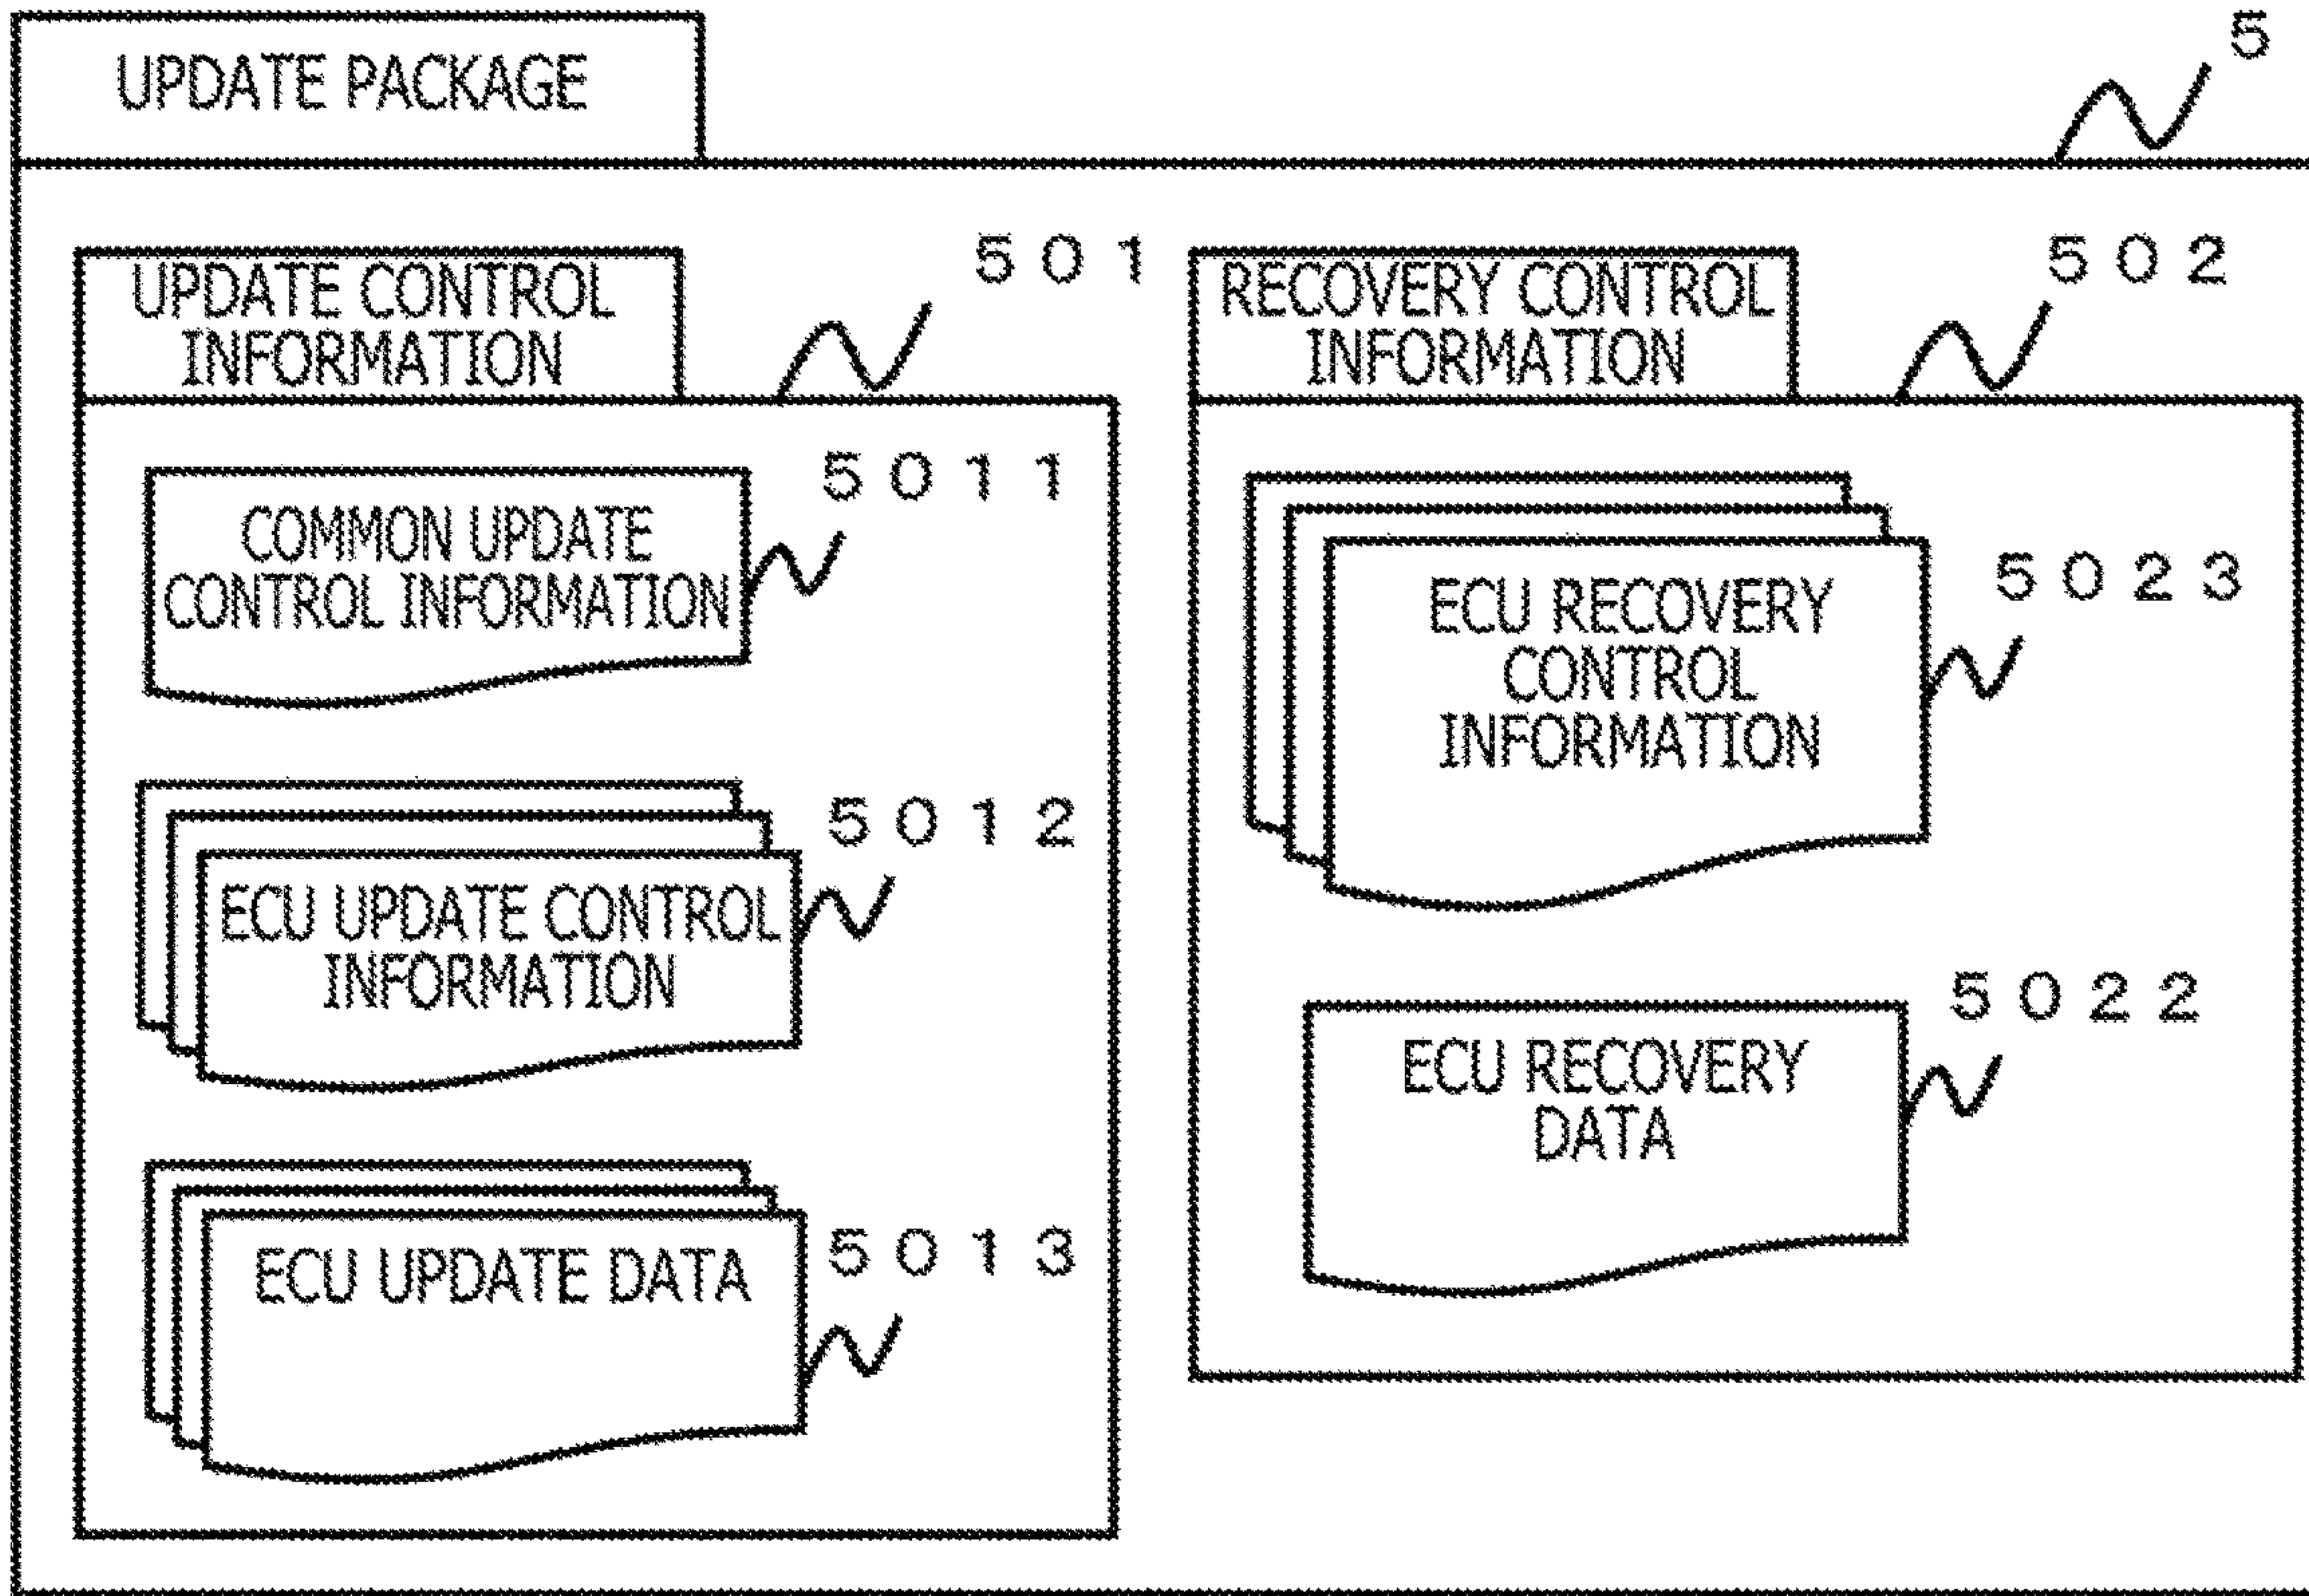 UPDATE PACKAGE
5
UPDATE CONTROL
INFORMATION
501
COMMON UPDATE
CONTROL INFORMATION
5011
ECU UPDATE CONTROL
INFORMATION
5012
ECU UPDATE DATA
5013
RECOVERY CONTROL
INFORMATION
502
ECU RECOVERY
CONTROL
INFORMATION
5023
ECU RECOVERY
DATA
5022